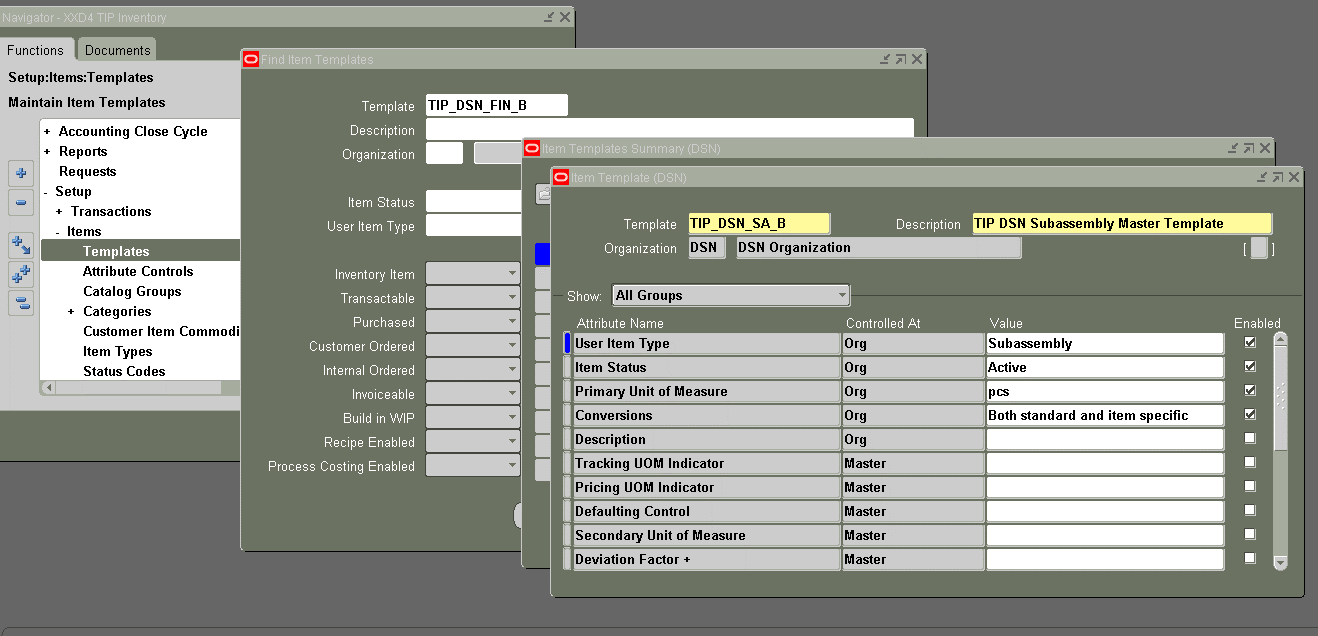 Navigator - XXD4 TIP Inventory
Functions
Documents
Setup:Items:Templates
Maintain Item Templates
+ Accounting Close Cycle
+ Reports
Requests
- Setup
+ Transactions
- Items
Templates
Attribute Controls
Catalog Groups
+ Categories
Customer Item Commodi
Item Types
Status Codes
Find Item Templates
Template TIP_DSN_FIN_B
Description
Organization
Item Status
User Item Type
Inventory Item
Transactable
Purchased
Customer Ordered
Internal Ordered
Invoiceable
Build in WIP
Recipe Enabled
Process Costing Enabled
Item Templates Summary (DSN)
Item Template (DSN)
Template TIP_DSN_SA_B Description TIP DSN Subassembly Master Template
Organization DSN DSN Organization [ ]
Show: All Groups
Attribute Name Controlled At Value Enabled
User Item Type Org Subassembly
Item Status Org Active
Primary Unit of Measure Org pcs
Conversions Org Both standard and item specific
Description Org
Tracking UOM Indicator Master
Pricing UOM Indicator Master
Defaulting Control Master
Secondary Unit of Measure Master
Deviation Factor + Master